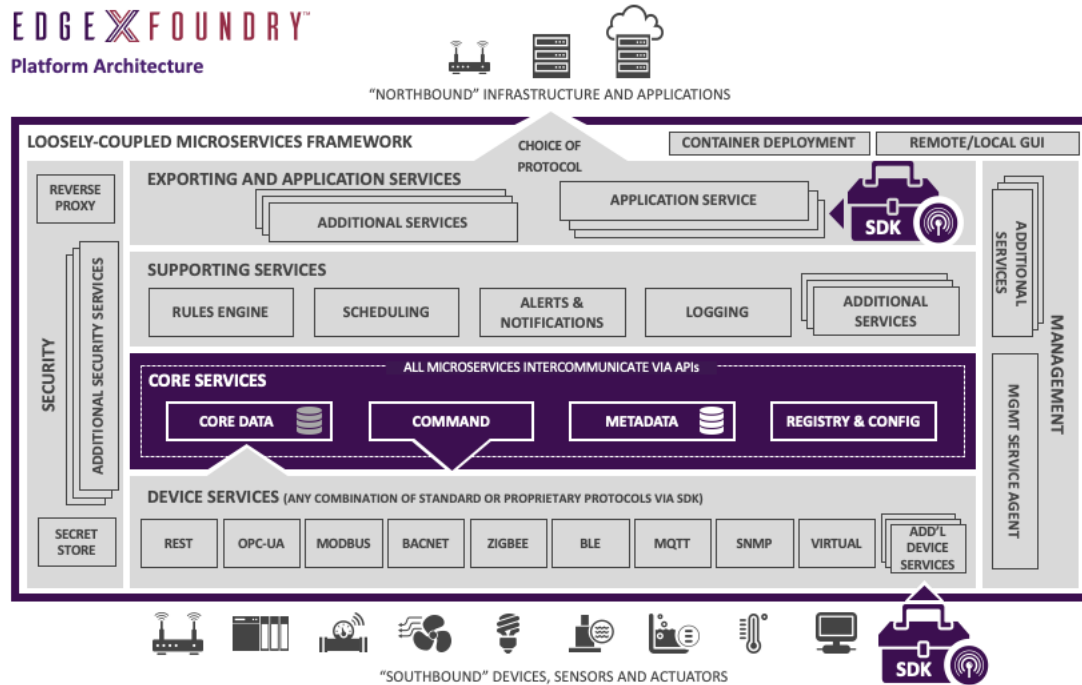 EDGE X FOUNDRY™
Platform Architecture
"NORTHBOUND" INFRASTRUCTURE AND APPLICATIONS
LOOSELY-COUPLED MICROSERVICES FRAMEWORK
CHOICE OF
PROTOCOL
CONTAINER DEPLOYMENT
REMOTE/LOCAL GUI
REVERSE
PROXY
SECURITY
ADDITIONAL SECURITY SERVICES
SECRET
STORE
EXPORTING AND APPLICATION SERVICES
ADDITIONAL SERVICES
APPLICATION SERVICE
SDK
SUPPORTING SERVICES
RULES ENGINE
SCHEDULING
ALERTS &
NOTIFICATIONS
LOGGING
ADDITIONAL
SERVICES
ALL MICROSERVICES INTERCOMMUNICATE VIA APIs
CORE SERVICES
CORE DATA
COMMAND
METADATA
REGISTRY & CONFIG
DEVICE SERVICES (ANY COMBINATION OF STANDARD OR PROPRIETARY PROTOCOLS VIA SDK)
REST
OPC-UA
MODBUS
BACNET
ZIGBEE
BLE
MQTT
SNMP
VIRTUAL
ADD'L
DEVICE
SERVICES
ADDITIONAL
SERVICES
MANAGEMENT
MGMT SERVICE AGENT
"SOUTHBOUND" DEVICES, SENSORS AND ACTUATORS
SDK